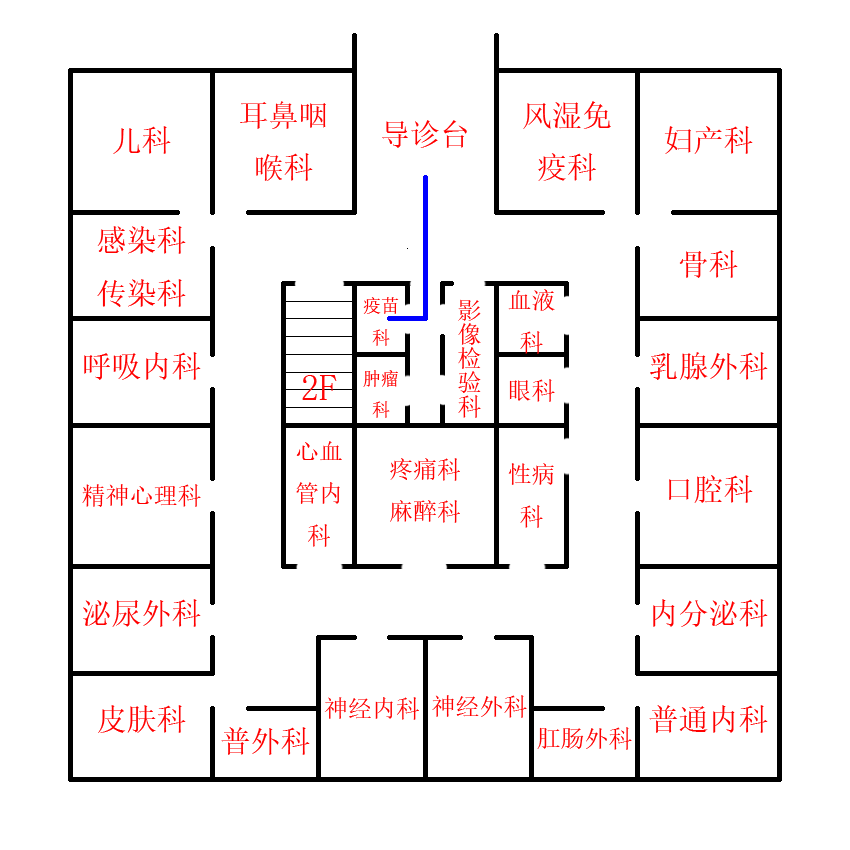 儿科
耳鼻咽
喉科
导诊台
风湿免
疫科
妇产科
感染科
传染科
骨科
疫苗
科
影像检验科
血液
科
呼吸内科
2F
肿瘤
科
眼科
乳腺外科
心血
管内
科
疼痛科
麻醉科
性病
科
精神心理科
口腔科
泌尿外科
内分泌科
皮肤科
普外科
神经内科
神经外科
肛肠外科
普通内科